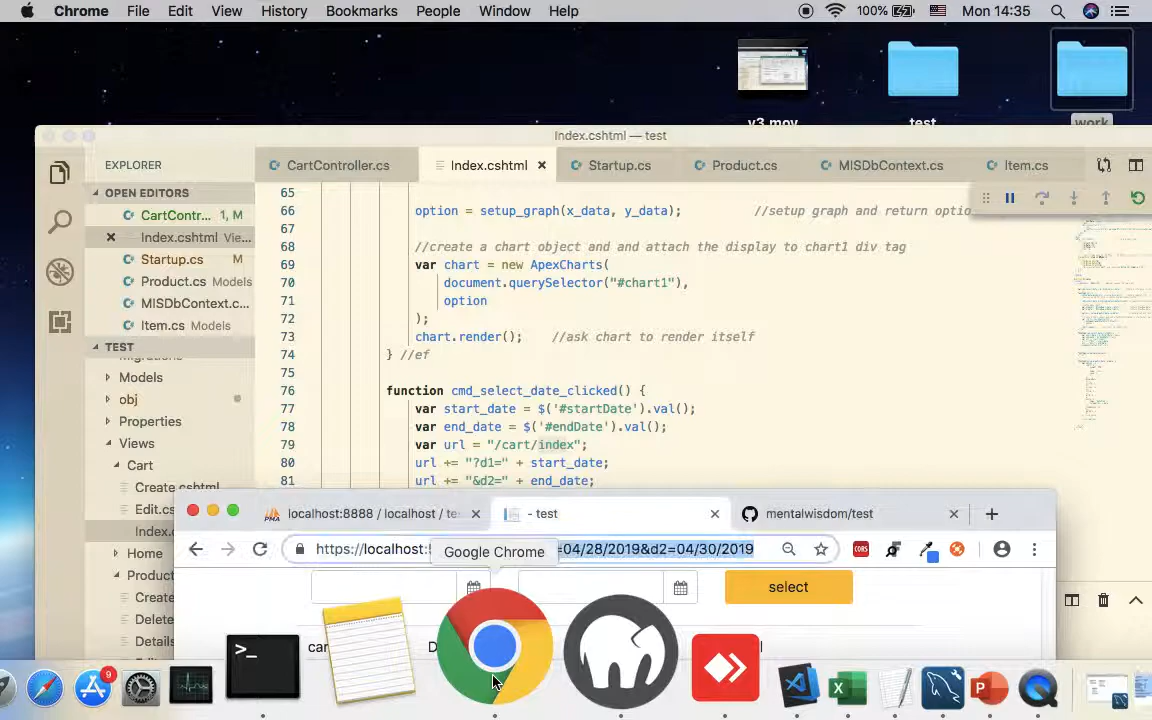 Chrome File Edit View History Bookmarks People Window Help 100% Mon 14:35
v3.mov test work
Index.cshtml — test
EXPLORER CartController.cs Index.cshtml Startup.cs Product.cs MISDbContext.cs Item.cs
OPEN EDITORS
CartContr... 1, M
Index.cshtml Vie...
Startup.cs M
Product.cs Models
MISDbContext.c...
Item.cs Models
TEST
migrations
Models
obj
Properties
Views
Cart
Create.cshtml
Edit.cs
Index.
Home
Product
Create
Delete
Details
65
66 option = setup_graph(x_data, y_data); //setup graph and return optio
67
68 //create a chart object and and attach the display to chart1 div tag
69 var chart = new ApexCharts(
70 document.querySelector("#chart1"),
71 option
72 );
73 chart.render(); //ask chart to render itself
74 } //ef
75
76 function cmd_select_date_clicked() {
77 var start_date = $('#startDate').val();
78 var end_date = $('#endDate').val();
79 var url = "/cart/index";
80 url += "?d1=" + start_date;
81 url += "&d2=" + end_date;
localhost:8888 / localhost / te - test mentalwisdom/test
https://localhost: =04/28/2019&d2=04/30/2019
CORS
Google Chrome
select
car D
9